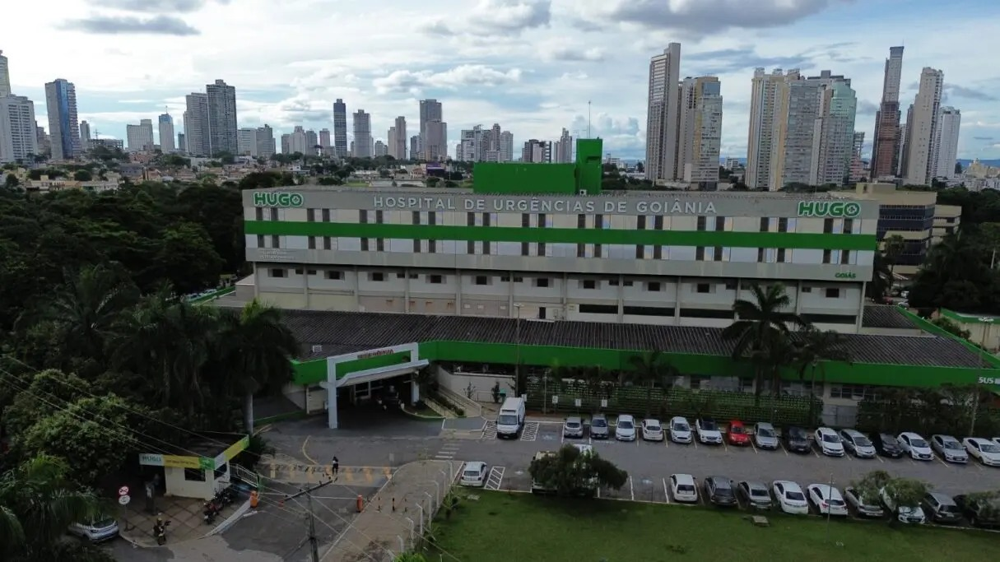 HUGO
HOSPITAL DE URGÊNCIAS DE GOIÂNIA
HUGO
GOIÁS
SUS
HUGO